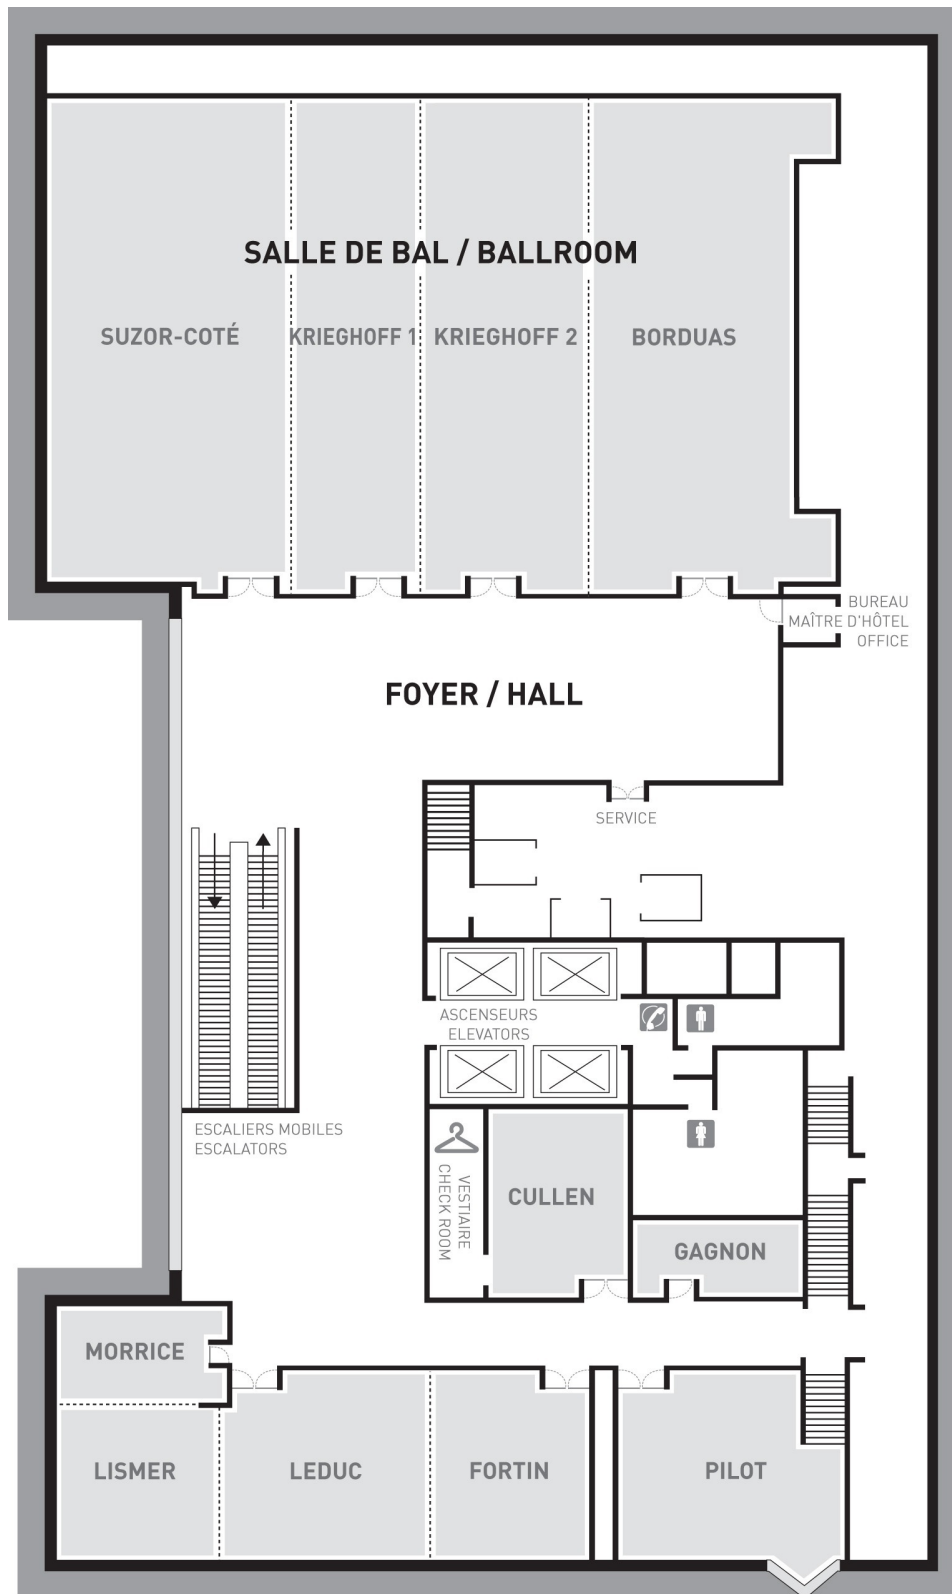 SALLE DE BAL / BALLROOM
SUZOR-COTÉ
KRIEGHOFF 1
KRIEGHOFF 2
BORDUAS
BUREAU
MAÎTRE D'HÔTEL
OFFICE
FOYER / HALL
SERVICE
ASCENSEURS
ELEVATORS
ESCALIERS MOBILES
ESCALATORS
VESTIAIRE
CHECK ROOM
CULLEN
GAGNON
MORRICE
LISMER
LEDUC
FORTIN
PILOT